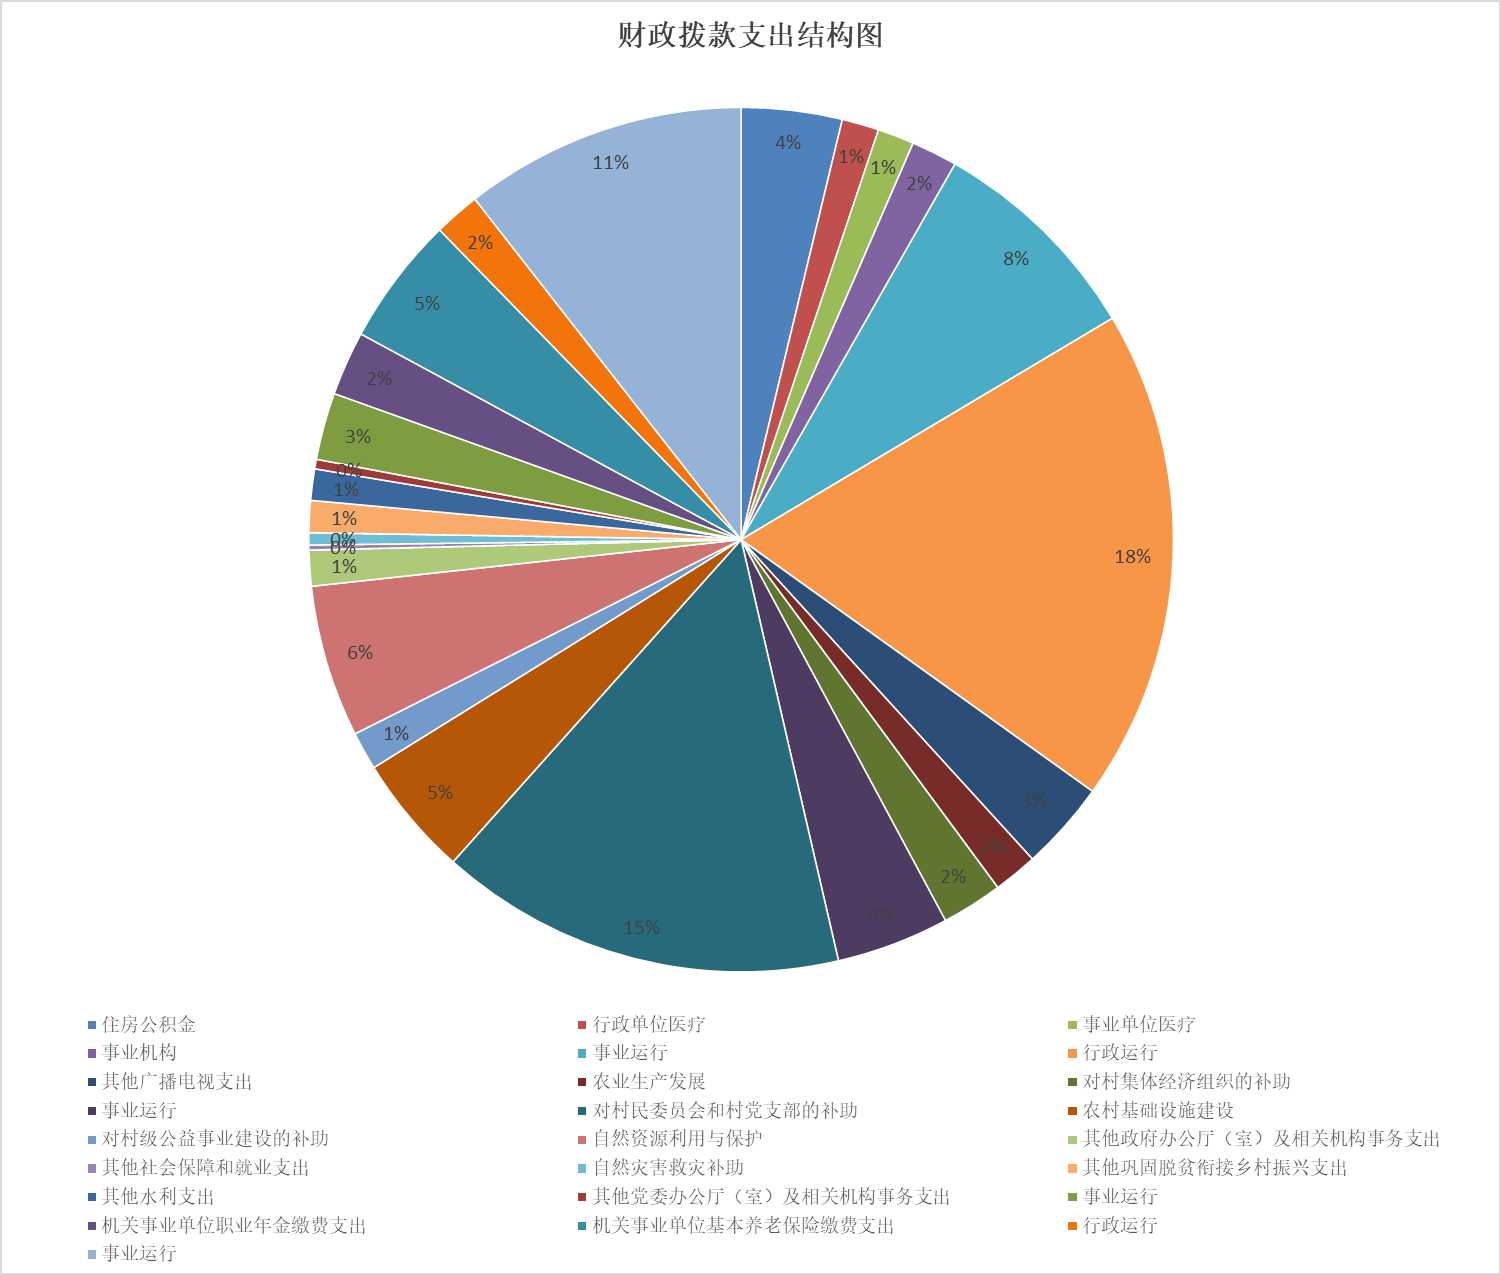 财政拨款支出结构图
4%
1%
1%
2%
8%
18%
3%
2%
2%
4%
15%
5%
1%
6%
1%
0%
0%
1%
1%
0%
3%
2%
5%
2%
11%
住房公积金
行政单位医疗
事业单位医疗
事业机构
事业运行
行政运行
其他广播电视支出
农业生产发展
对村集体经济组织的补助
事业运行
对村民委员会和村党支部的补助
农村基础设施建设
对村级公益事业建设的补助
自然资源利用与保护
其他政府办公厅（室）及相关机构事务支出
其他社会保障和就业支出
自然灾害救灾补助
其他巩固脱贫衔接乡村振兴支出
其他水利支出
其他党委办公厅（室）及相关机构事务支出
事业运行
机关事业单位职业年金缴费支出
机关事业单位基本养老保险缴费支出
行政运行
事业运行